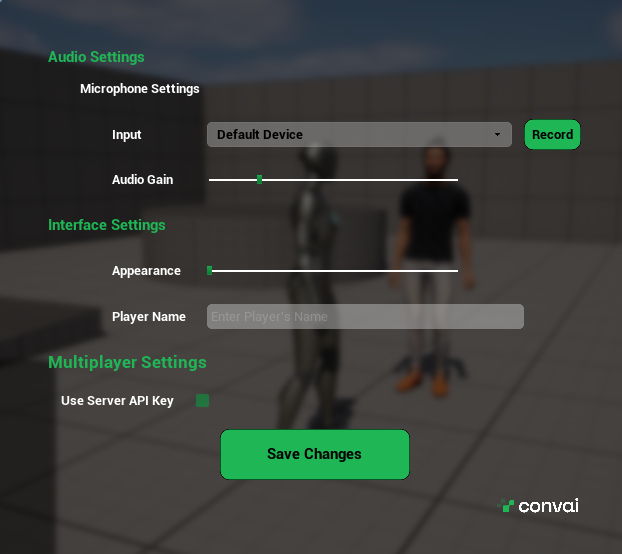 Audio Settings
Microphone Settings
Input
Default Device
Record
Audio Gain
Interface Settings
Appearance
Player Name
Enter Player's Name
Multiplayer Settings
Use Server API Key
Save Changes
convai